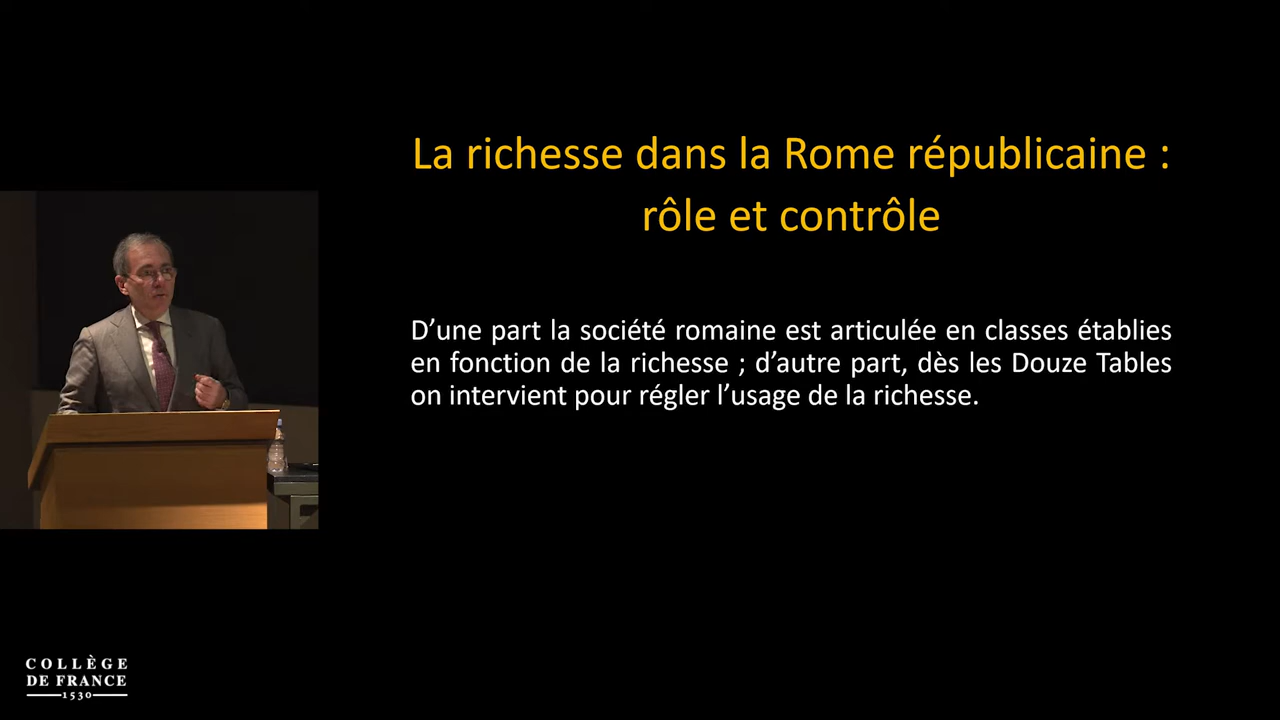 La richesse dans la Rome républicaine :
rôle et contrôle
D’une part la société romaine est articulée en classes établies
en fonction de la richesse ; d’autre part, dès les Douze Tables
on intervient pour régler l’usage de la richesse.
COLLÈGE
DE FRANCE
1530